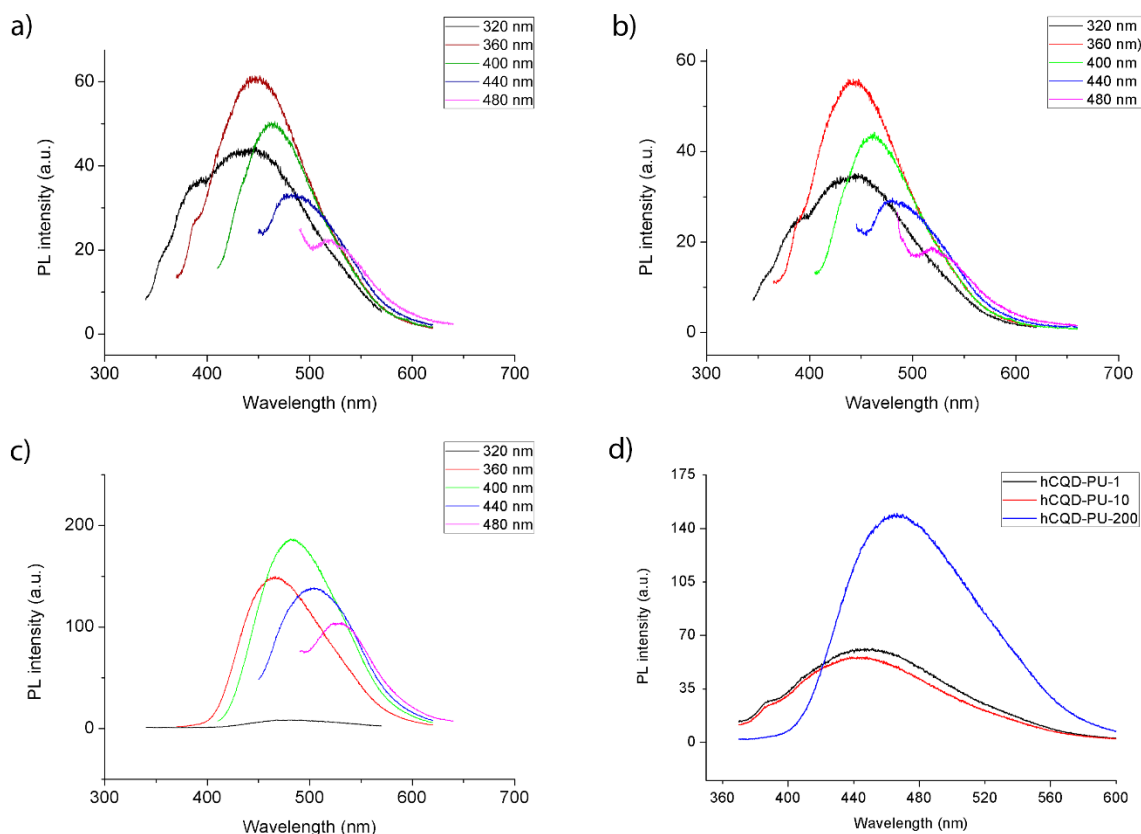 a)
320 nm
360 nm
400 nm
440 nm
480 nm
60
40
20
0
PL intensity (a.u.)
300 400 500 600 700
Wavelength (nm)
b)
320 nm
360 nm)
400 nm
440 nm
480 nm
60
40
20
0
PL intensity (a.u.)
300 400 500 600 700
Wavelength (nm)
c)
320 nm
360 nm
400 nm
440 nm
480 nm
200
100
0
PL intensity (a.u.)
300 400 500 600 700
Wavelength (nm)
d)
hCQD-PU-1
hCQD-PU-10
hCQD-PU-200
175
140
105
70
35
0
PL intensity (a.u.)
360 400 440 480 520 560 600
Wavelength (nm)